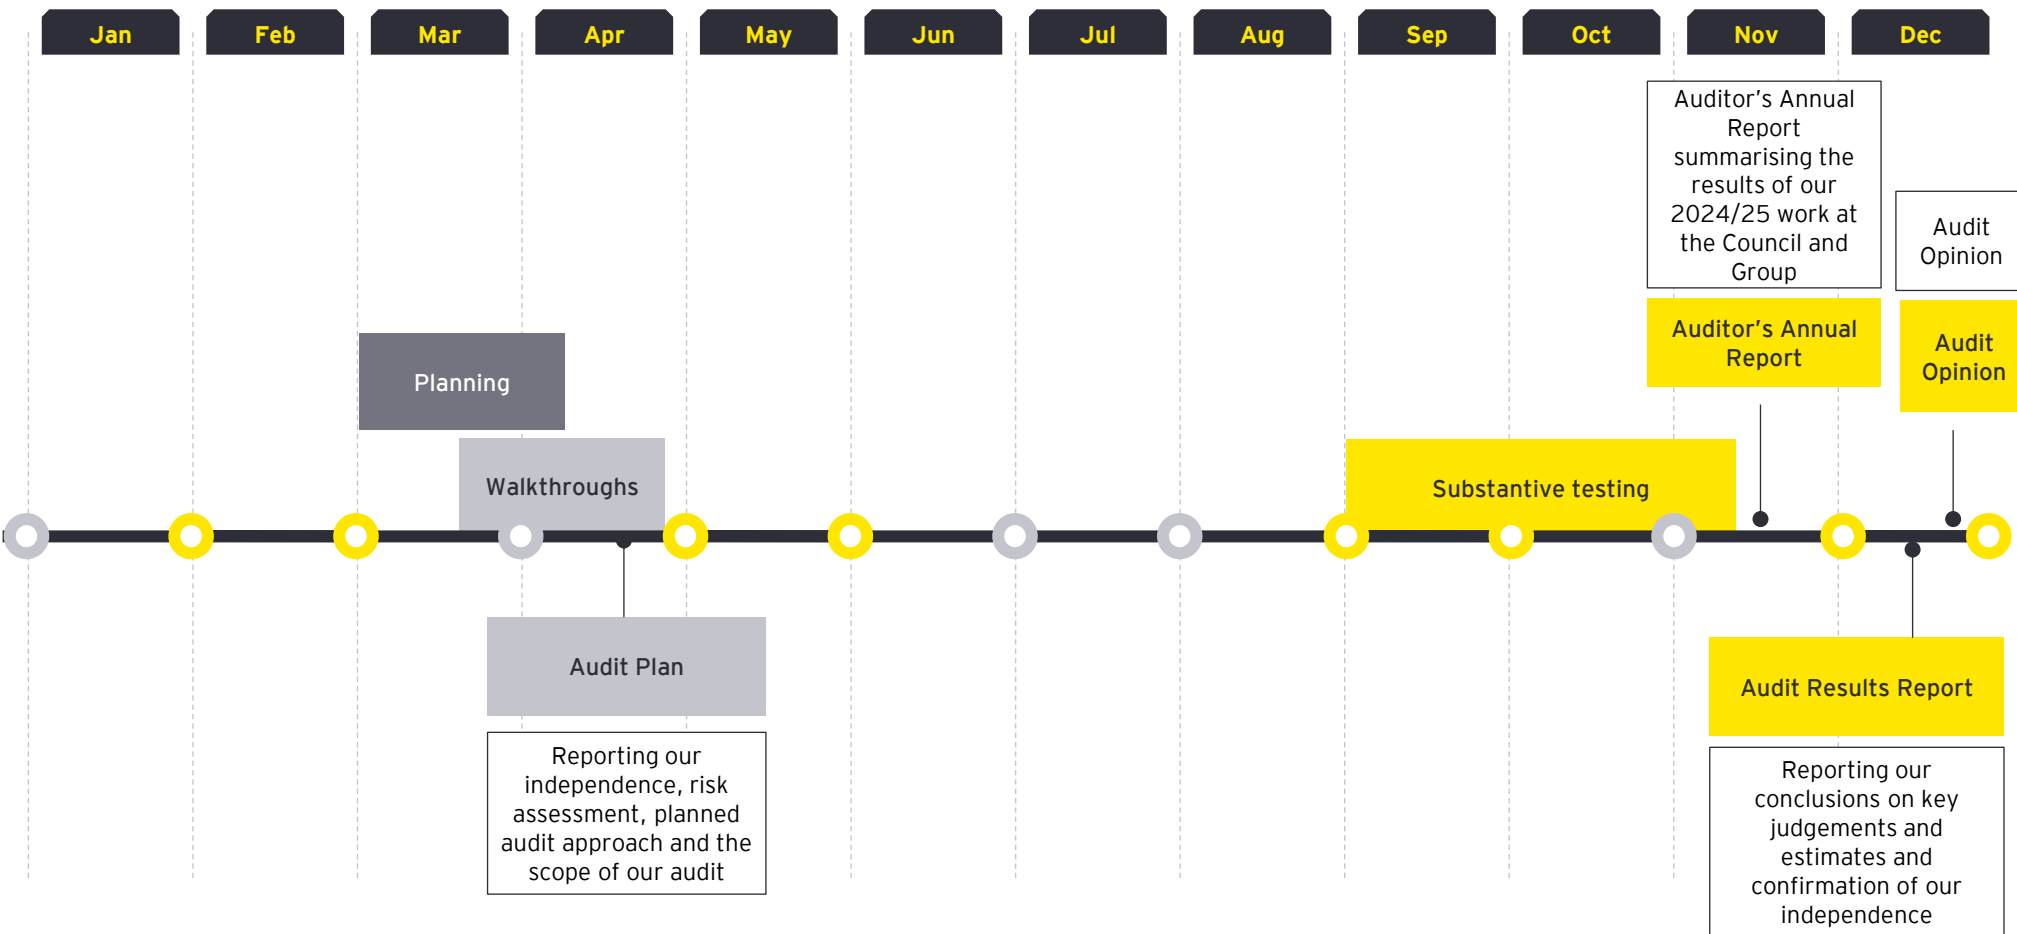 Jan
Feb
Mar
Apr
May
Jun
Jul
Aug
Sep
Oct
Nov
Dec
Auditor's Annual
Report
summarising the
results of our
2024/25 work at
the Council and
Group
Audit
Opinion
Auditor's Annual
Report
Audit
Opinion
Planning
Walkthroughs
Substantive testing
Audit Plan
Reporting our
independence, risk
assessment, planned
audit approach and the
scope of our audit
Audit Results Report
Reporting our
conclusions on key
judgements and
estimates and
confirmation of our
independence